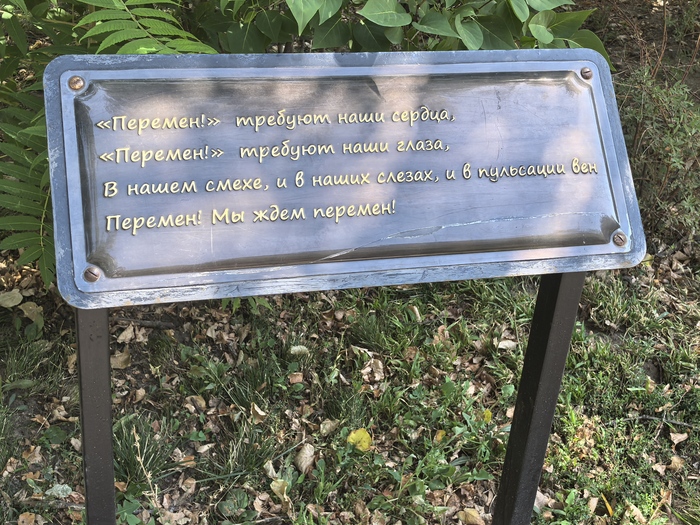 «Перемен!» требуют наши сердца,
«Перемен!» требуют наши глаза,
В нашем смехе, и в наших слезах, и в пульсации вен
Перемен! Мы ждем перемен!